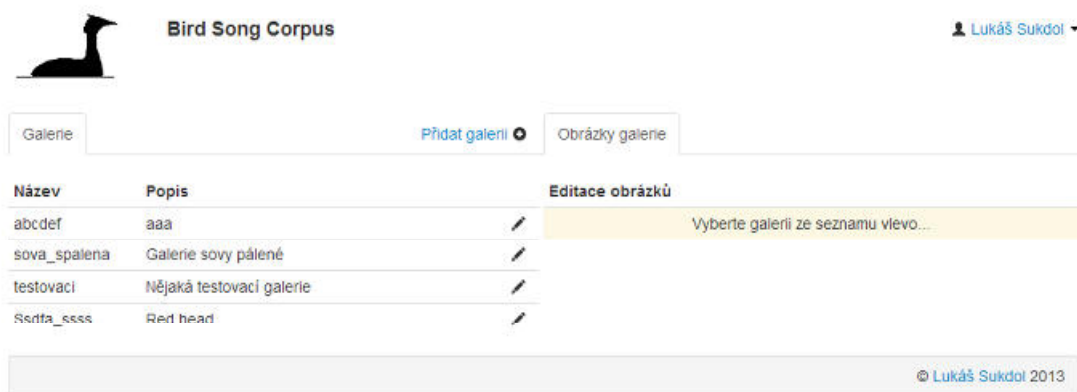 Bird Song Corpus
Lukáš Sukdol
Galerie
Přidat galerii
Obrázky galerie
Název Popis
Editace obrázků
abcdef aaa
Vyberte galerii ze seznamu vlevo...
sova_spalena Galerie sovy pálené
testovaci Nějaká testovací galerie
Ssdfa_ssss Red head
© Lukáš Sukdol 2013